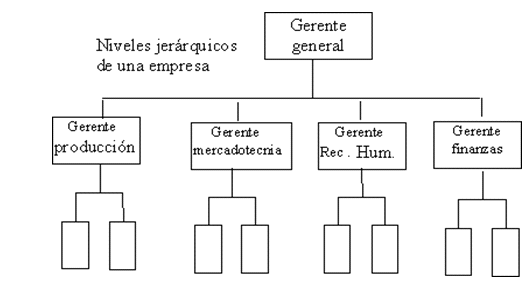 Gerente
general
Niveles jerárquicos
de una empresa
Gerente
producción
Gerente
mercadotecnia
Gerente
Rec . Hum.
Gerente
finanzas